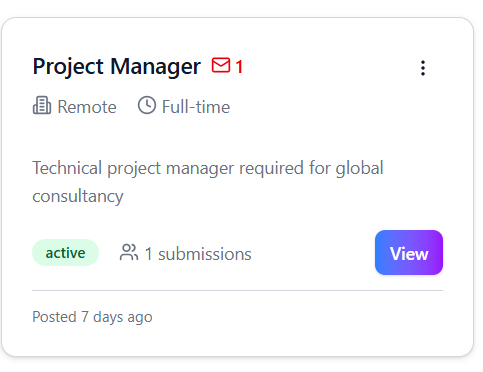 Project Manager 1
Remote Full-time
Technical project manager required for global
consultancy
active 1 submissions View
Posted 7 days ago